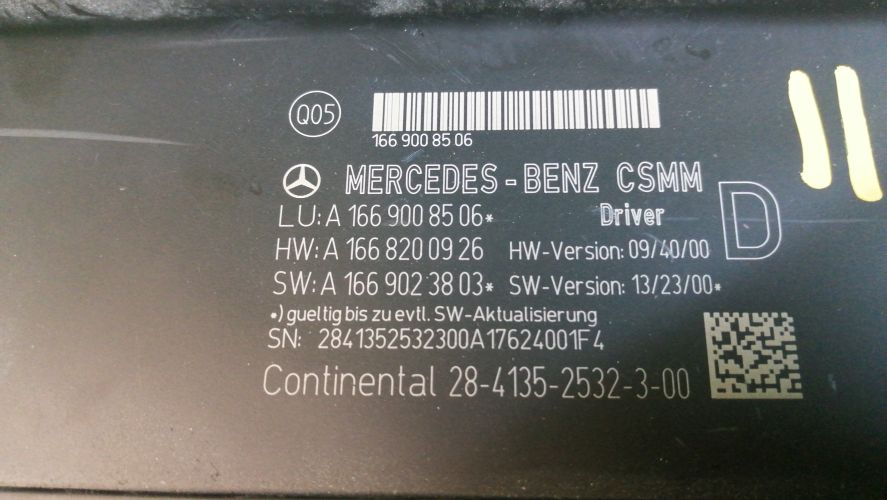 Q05
166 900 85 06
MERCEDES-BENZ CSMM
LU: A 166 900 85 06* Driver
D
HW: A 166 820 09 26 HW-Version: 09/40/00
SW: A 166 902 38 03* SW-Version: 13/23/00*
*) gueltig bis zu evtl. SW-Aktualisierung
SN: 2841352532300A17624001F4
Continental 28-4135-2532-3-00